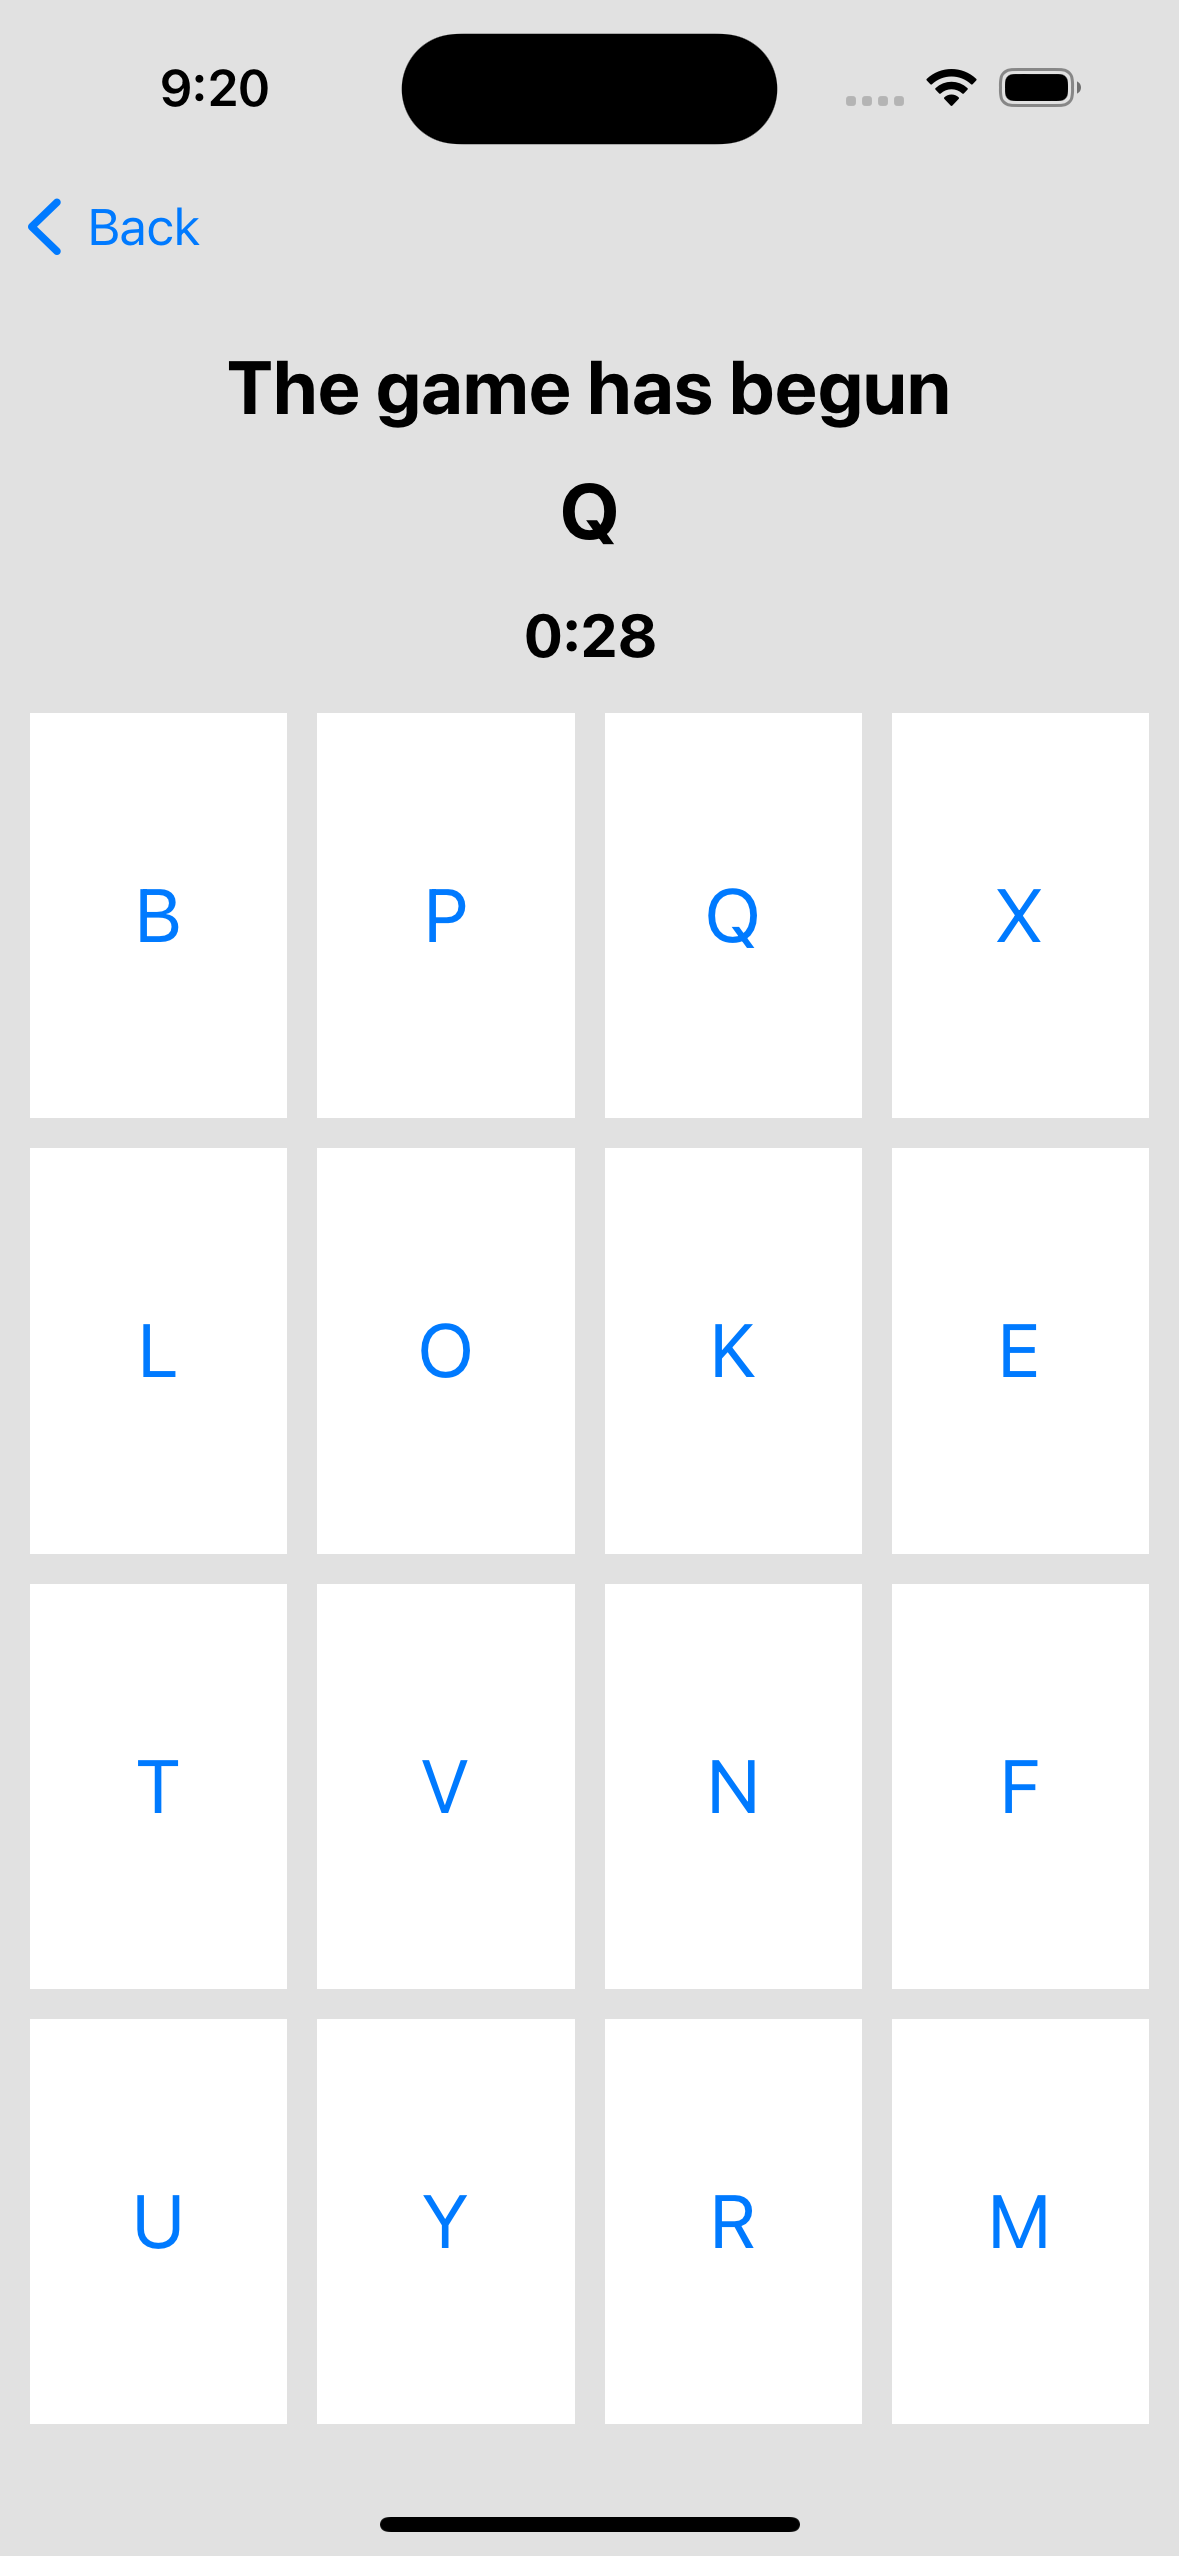 9:20
Back
The game has begun
Q
0:28
B P Q X
L O K E
T V N F
U Y R M